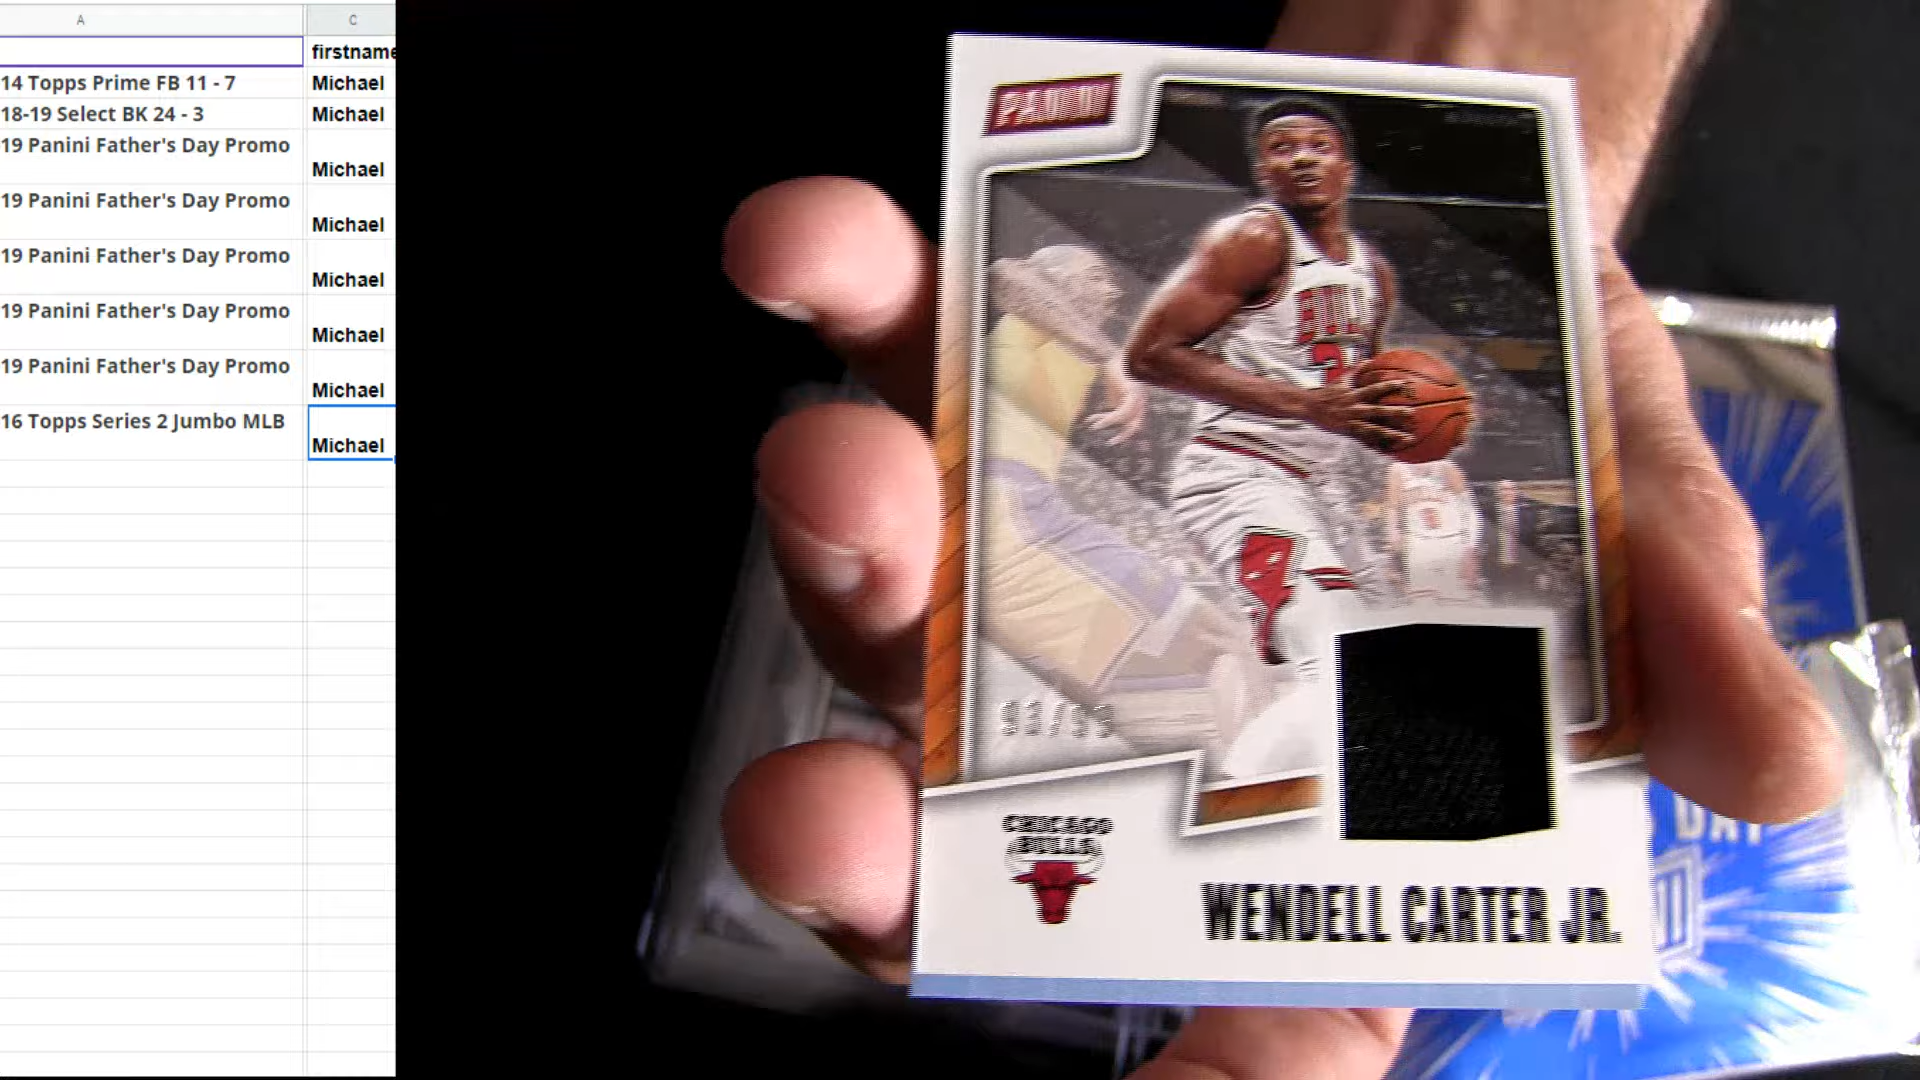 A
C
firstname
14 Topps Prime FB 11 - 7
Michael
18-19 Select BK 24 - 3
Michael
19 Panini Father's Day Promo
Michael
19 Panini Father's Day Promo
Michael
19 Panini Father's Day Promo
Michael
19 Panini Father's Day Promo
Michael
19 Panini Father's Day Promo
Michael
16 Topps Series 2 Jumbo MLB
Michael
PANINI
BULLS
CHICAGO
BULLS
WENDELL CARTER JR.
DAY